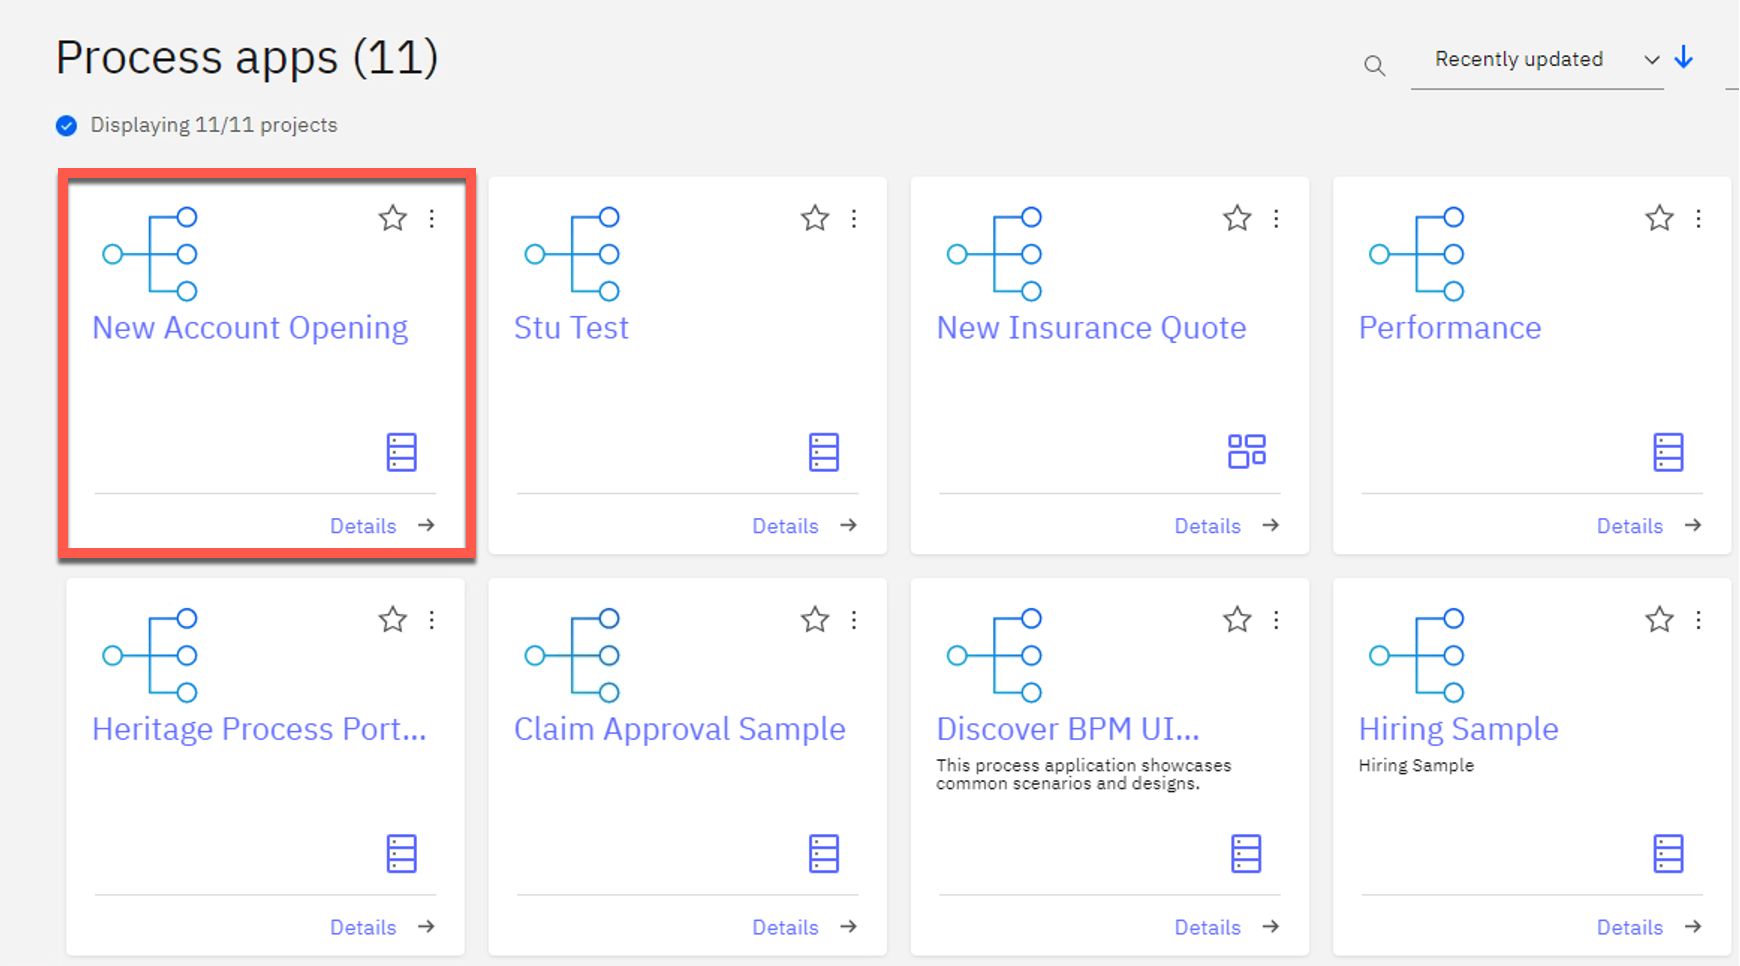 Process apps (11)
Recently updated
Displaying 11/11 projects
New Account Opening
Stu Test
New Insurance Quote
Performance
Details
Details
Details
Details
Heritage Process Port...
Claim Approval Sample
Discover BPM UI...
Hiring Sample
This process application showcases
common scenarios and designs.
Hiring Sample
Details
Details
Details
Details